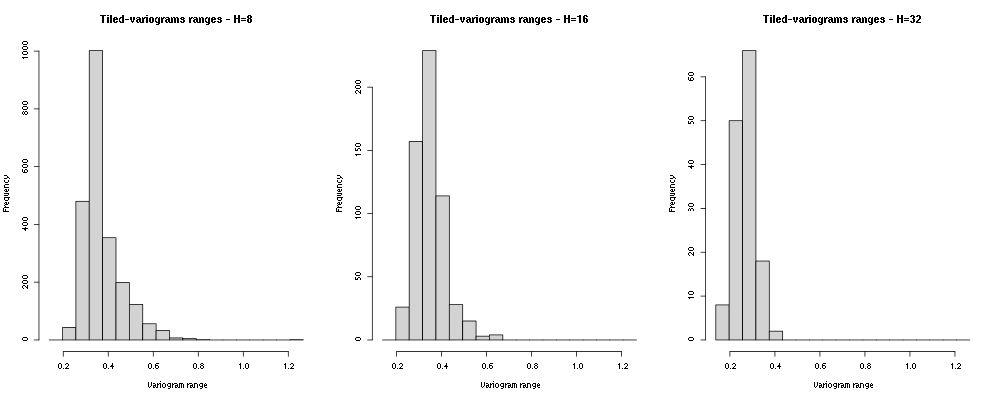 Tiled-variograms ranges - H=8
Frequency
0
200
400
600
800
1000
0.2 0.4 0.6 0.8 1.0 1.2
Variogram range
Tiled-variograms ranges - H=16
Frequency
0
50
100
150
200
0.2 0.4 0.6 0.8 1.0 1.2
Variogram range
Tiled-variograms ranges - H=32
Frequency
0
10
20
30
40
50
60
0.2 0.4 0.6 0.8 1.0 1.2
Variogram range